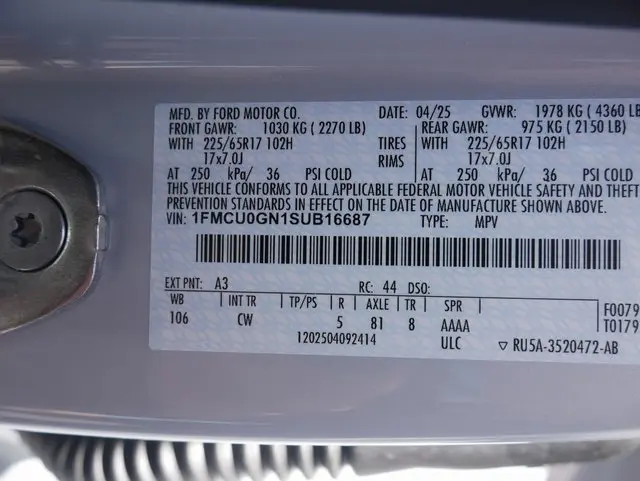 MFD. BY FORD MOTOR CO. DATE: 04/25 GVWR: 1978 KG ( 4360 LB
FRONT GAWR: 1030 KG ( 2270 LB) REAR GAWR: 975 KG ( 2150 LB)
WITH 225/65R17 102H TIRES WITH 225/65R17 102H
17x7.0J RIMS 17x7.0J
AT 250 kPa/ 36 PSI COLD AT 250 kPa/ 36 PSI COLD
THIS VEHICLE CONFORMS TO ALL APPLICABLE FEDERAL MOTOR VEHICLE SAFETY AND THEFT
PREVENTION STANDARDS IN EFFECT ON THE DATE OF MANUFACTURE SHOWN ABOVE.
VIN: 1FMCU0GN1SUB16687 TYPE: MPV
EXT PNT: A3 RC: 44 DSO:
WB INT TR TP/PS R AXLE TR SPR
106 CW 5 81 8 AAAA
F0079
T0179
1202504092414 ULC ▽ RU5A-3520472-AB